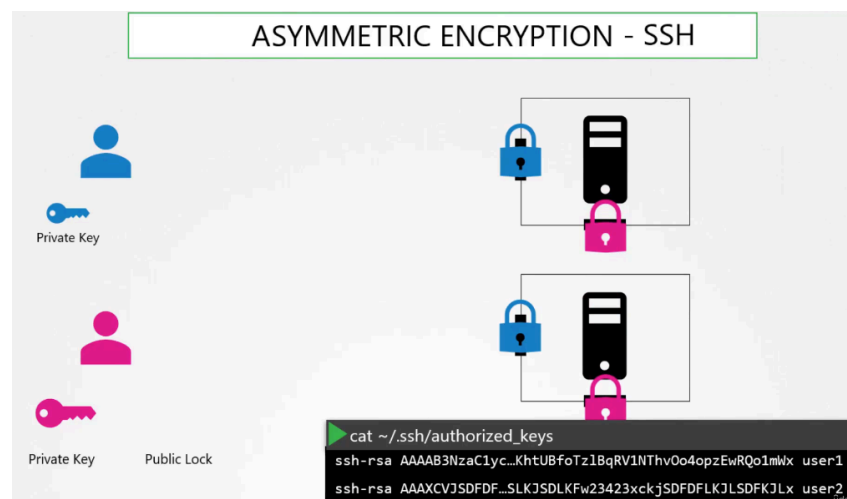 ASYMMETRIC ENCRYPTION - SSH
Private Key
Private Key
Public Lock
cat ~/.ssh/authorized_keys
ssh-rsa AAAAB3NzaC1yc…KhtUBfoTzlBqRV1NThvOo4opzEwRQo1mWx user1
ssh-rsa AAAXCVJSDFDF…SLKJSDLKFw23423xckjSDFDFLKJLSDFKJLx user2